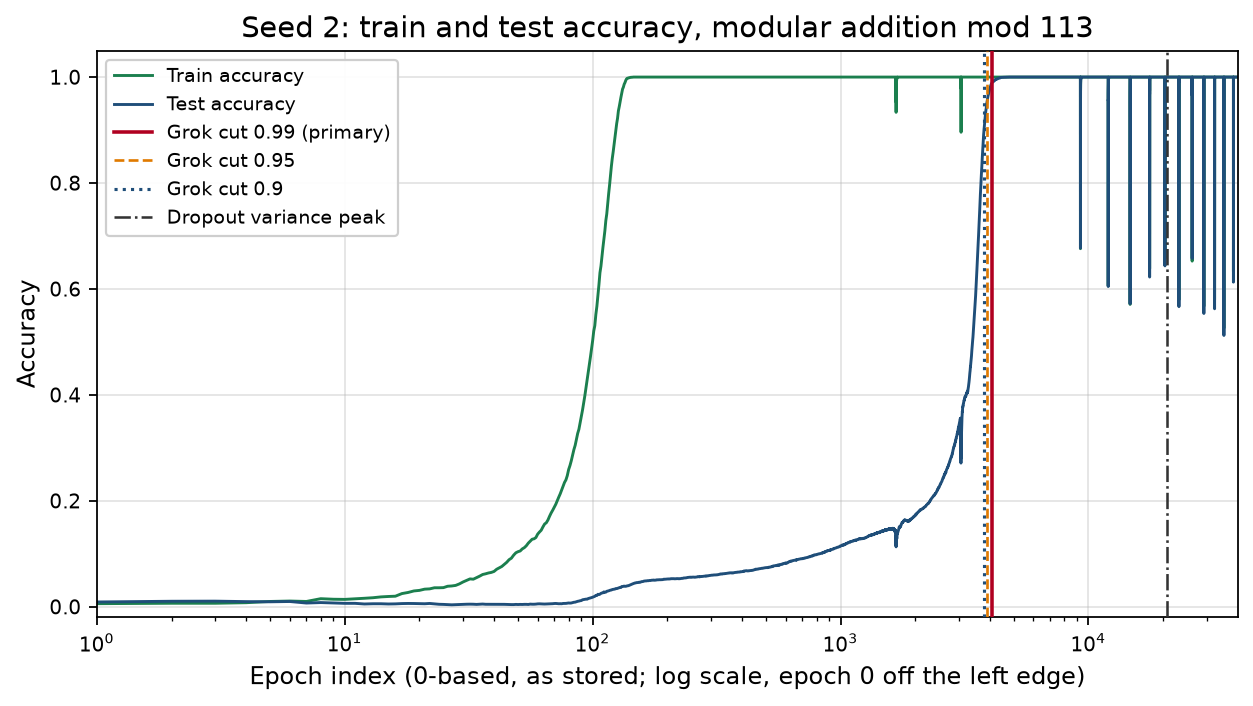 Seed 2: train and test accuracy, modular addition mod 113
Train accuracy
Test accuracy
Grok cut 0.99 (primary)
Grok cut 0.95
Grok cut 0.9
Dropout variance peak
Accuracy
1.0
0.8
0.6
0.4
0.2
0.0
10⁰ 10¹ 10² 10³ 10⁴
Epoch index (0-based, as stored; log scale, epoch 0 off the left edge)